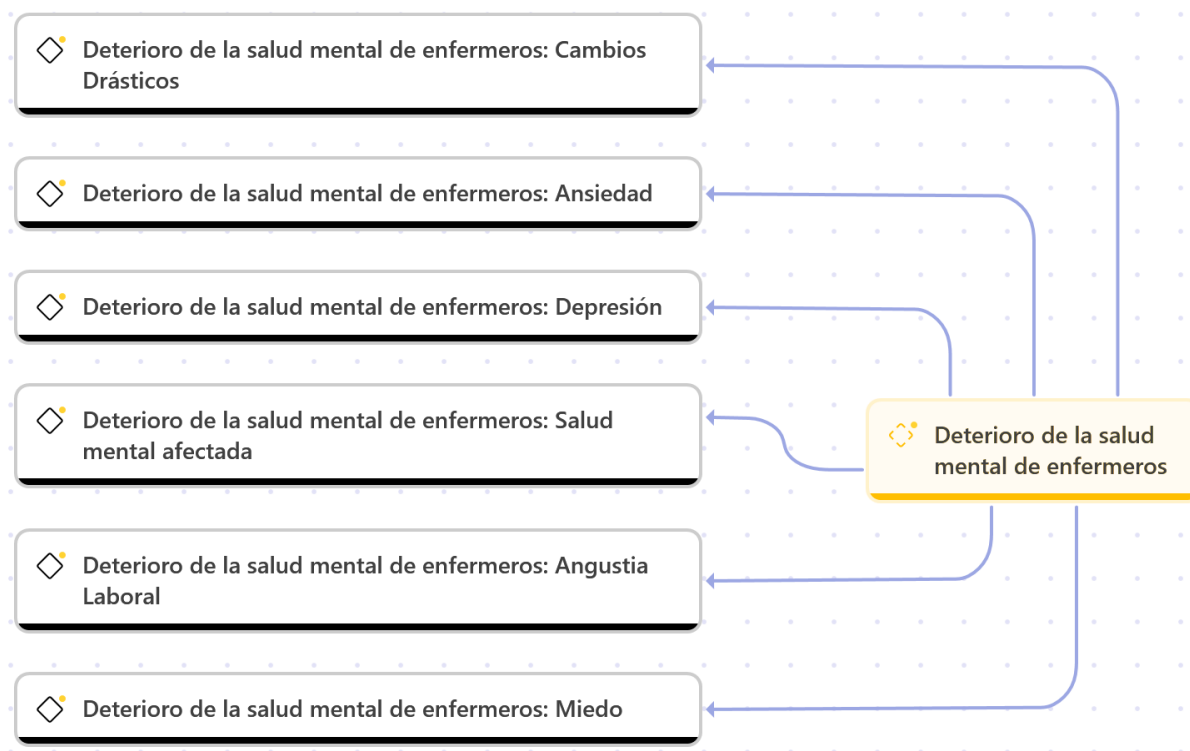 Deterioro de la salud mental de enfermeros: Cambios
Drásticos
Deterioro de la salud mental de enfermeros: Ansiedad
Deterioro de la salud mental de enfermeros: Depresión
Deterioro de la salud mental de enfermeros: Salud
mental afectada
Deterioro de la salud
mental de enfermeros
Deterioro de la salud mental de enfermeros: Angustia
Laboral
Deterioro de la salud mental de enfermeros: Miedo